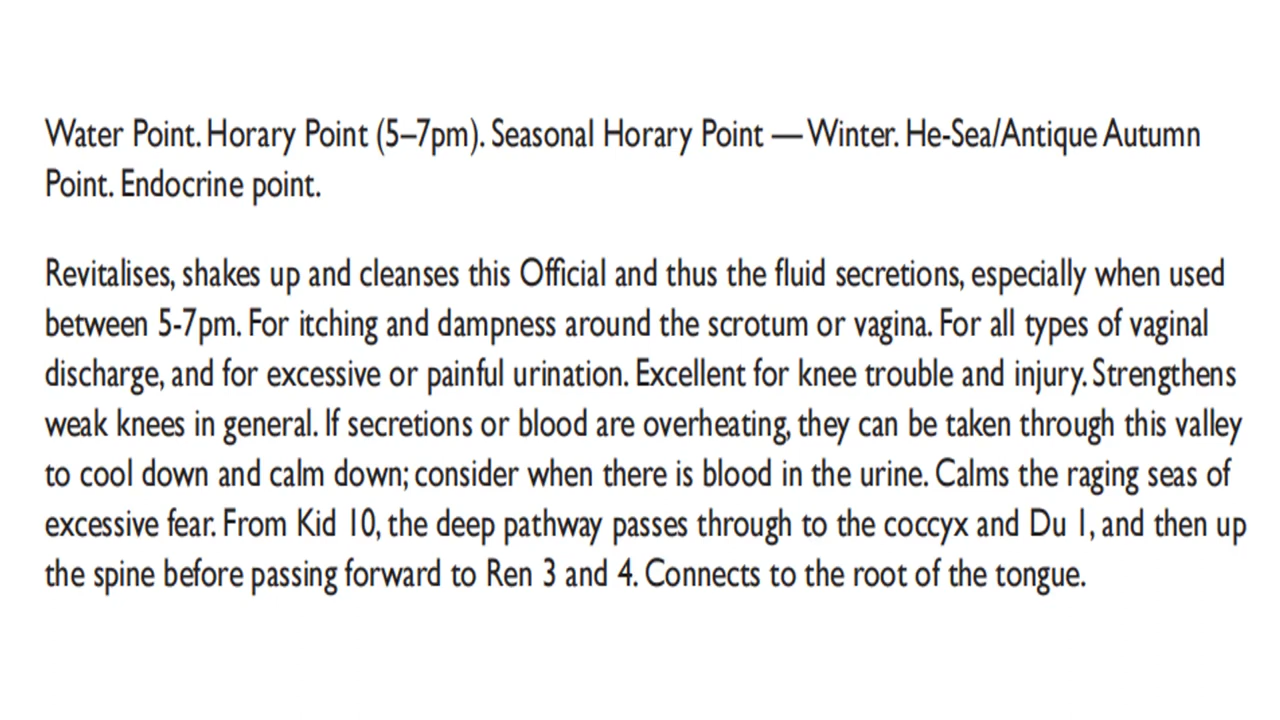 Water Point. Horary Point (5–7pm). Seasonal Horary Point — Winter. He-Sea/Antique Autumn
Point. Endocrine point.
Revitalises, shakes up and cleanses this Official and thus the fluid secretions, especially when used
between 5-7pm. For itching and dampness around the scrotum or vagina. For all types of vaginal
discharge, and for excessive or painful urination. Excellent for knee trouble and injury. Strengthens
weak knees in general. If secretions or blood are overheating, they can be taken through this valley
to cool down and calm down; consider when there is blood in the urine. Calms the raging seas of
excessive fear. From Kid 10, the deep pathway passes through to the coccyx and Du 1, and then up
the spine before passing forward to Ren 3 and 4. Connects to the root of the tongue.